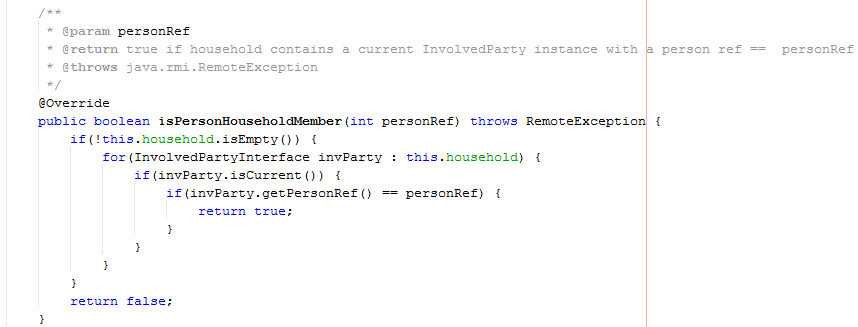 /**
 * @param personRef
 * @return true if household contains a current InvolvedParty instance with a person ref ==  personRef
 * @throws java.rmi.RemoteException
 */
@Override
public boolean isPersonHouseholdMember(int personRef) throws RemoteException {
    if(!this.household.isEmpty()) {
        for(InvolvedPartyInterface invParty : this.household) {
            if(invParty.isCurrent()) {
                if(invParty.getPersonRef() == personRef) {
                    return true;
                }
            }
        }
    }
    return false;
}